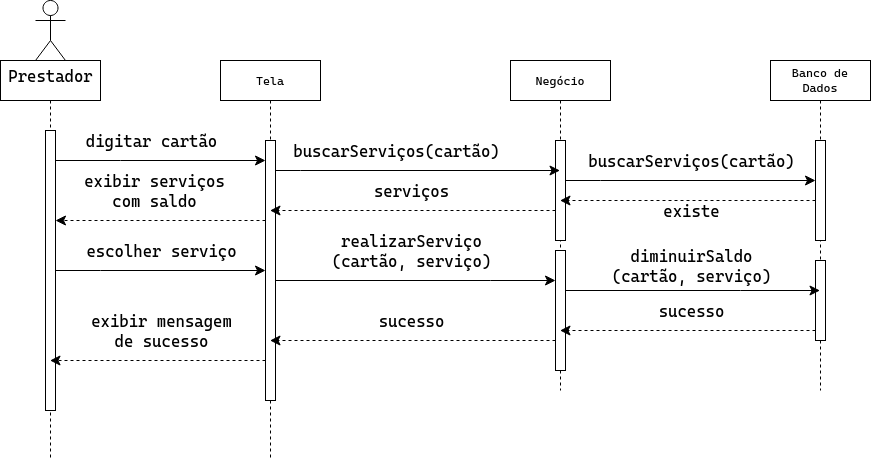 Prestador
Tela
Negócio
Banco de
Dados
digitar cartão
buscarServiços(cartão)
buscarServiços(cartão)
exibir serviços
com saldo
serviços
existe
escolher serviço
realizarServiço
(cartão, serviço)
diminuirSaldo
(cartão, serviço)
exibir mensagem
de sucesso
sucesso
sucesso